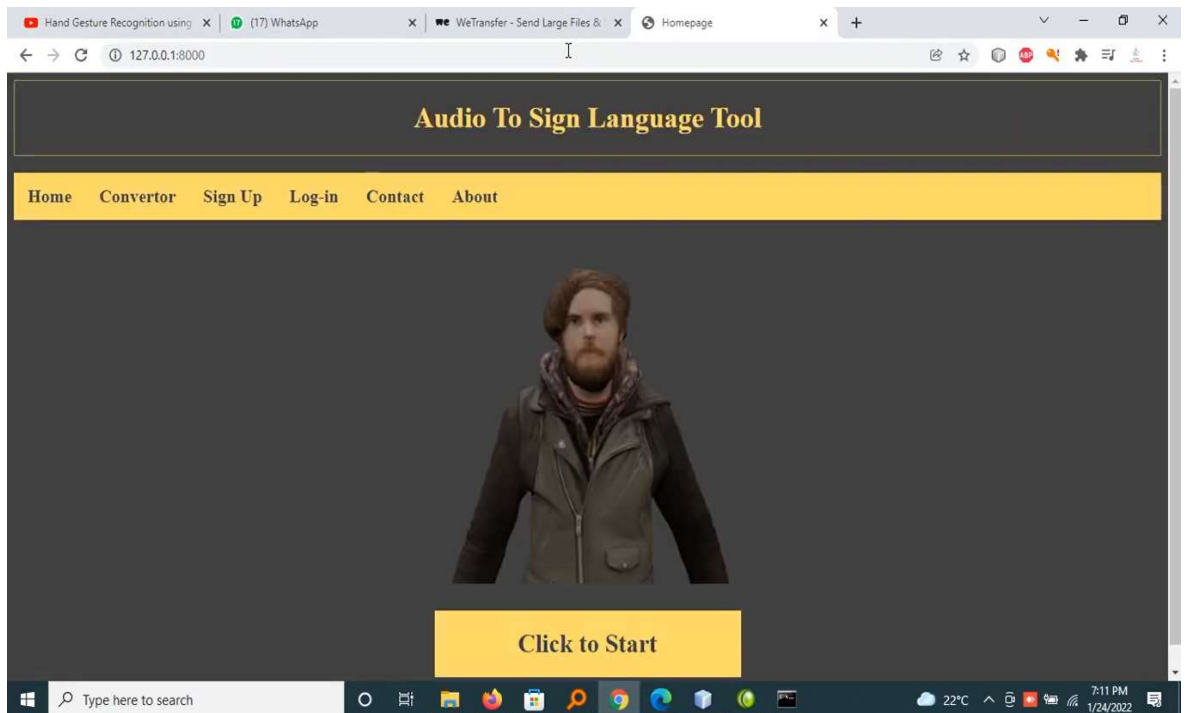 Hand Gesture Recognition using
(17) WhatsApp
WeTransfer - Send Large Files &
Homepage
127.0.0.1:8000
ABP
Audio To Sign Language Tool
Home Convertor Sign Up Log-in Contact About
Click to Start
Type here to search
22°C
7:11 PM
1/24/2022